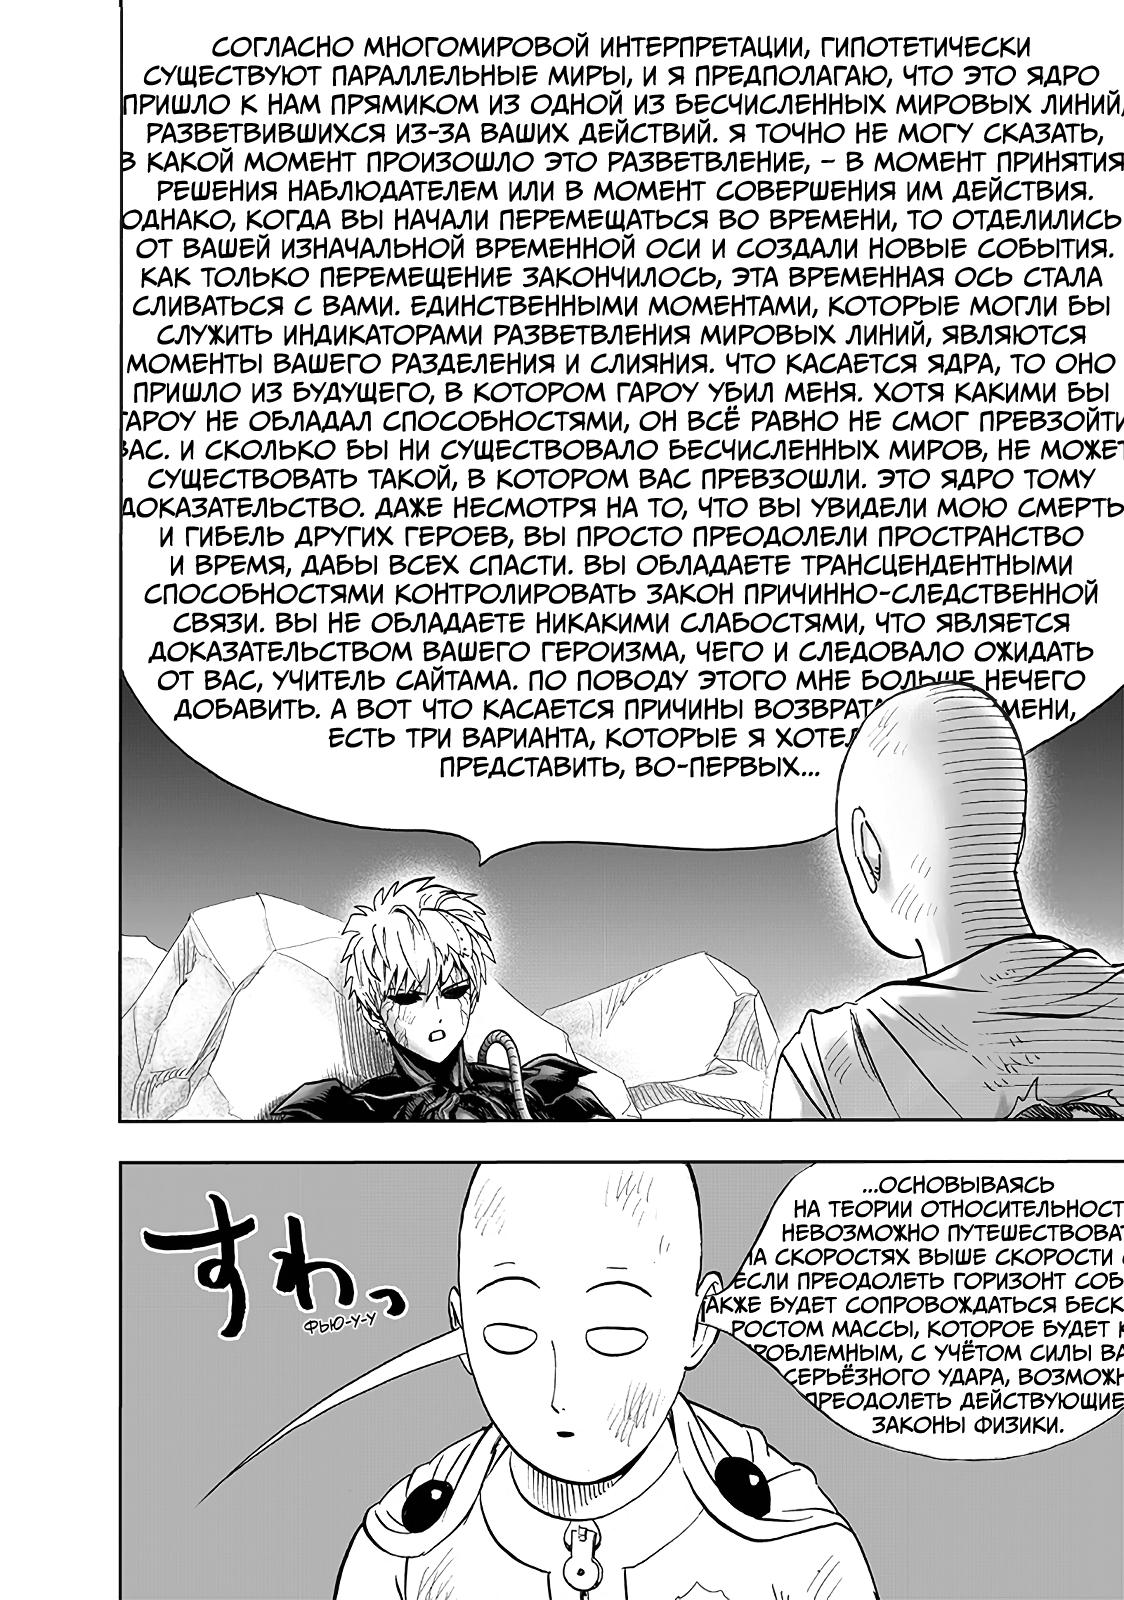 СОГЛАСНО МНОГОМИРОВОЙ ИНТЕРПРЕТАЦИИ, ГИПОТЕТИЧЕСКИ
СУЩЕСТВУЮТ ПАРАЛЛЕЛЬНЫЕ МИРЫ, И Я ПРЕДПОЛАГАЮ, ЧТО ЭТО ЯДРО
ПРИШЛО К НАМ ПРЯМИКОМ ИЗ ОДНОЙ ИЗ БЕСЧИСЛЕННЫХ МИРОВЫХ ЛИНИЙ,
РАЗВЕТВИВШИХСЯ ИЗ-ЗА ВАШИХ ДЕЙСТВИЙ. Я ТОЧНО НЕ МОГУ СКАЗАТЬ,
В КАКОЙ МОМЕНТ ПРОИЗОШЛО ЭТО РАЗВЕТВЛЕНИЕ, – В МОМЕНТ ПРИНЯТИЯ
РЕШЕНИЯ НАБЛЮДАТЕЛЕМ ИЛИ В МОМЕНТ СОВЕРШЕНИЯ ИМ ДЕЙСТВИЯ.
ОДНАКО, КОГДА ВЫ НАЧАЛИ ПЕРЕМЕЩАТЬСЯ ВО ВРЕМЕНИ, ТО ОТДЕЛИЛИСЬ
ОТ ВАШЕЙ ИЗНАЧАЛЬНОЙ ВРЕМЕННОЙ ОСИ И СОЗДАЛИ НОВЫЕ СОБЫТИЯ.
КАК ТОЛЬКО ПЕРЕМЕЩЕНИЕ ЗАКОНЧИЛОСЬ, ЭТА ВРЕМЕННАЯ ОСЬ СТАЛА
СЛИВАТЬСЯ С ВАМИ. ЕДИНСТВЕННЫМИ МОМЕНТАМИ, КОТОРЫЕ МОГЛИ БЫ
СЛУЖИТЬ ИНДИКАТОРАМИ РАЗВЕТВЛЕНИЯ МИРОВЫХ ЛИНИЙ, ЯВЛЯЮТСЯ
МОМЕНТЫ ВАШЕГО РАЗДЕЛЕНИЯ И СЛИЯНИЯ. ЧТО КАСАЕТСЯ ЯДРА, ТО ОНО
ПРИШЛО ИЗ БУДУЩЕГО, В КОТОРОМ ГАРОУ УБИЛ МЕНЯ. ХОТЯ КАКИМИ БЫ
ГАРОУ НЕ ОБЛАДАЛ СПОСОБНОСТЯМИ, ОН ВСЁ РАВНО НЕ СМОГ ПРЕВЗОЙТИ
ВАС. И СКОЛЬКО БЫ НИ СУЩЕСТВОВАЛО БЕСЧИСЛЕННЫХ МИРОВ, НЕ МОЖЕТ
СУЩЕСТВОВАТЬ ТАКОЙ, В КОТОРОМ ВАС ПРЕВЗОШЛИ. ЭТО ЯДРО ТОМУ
ДОКАЗАТЕЛЬСТВО. ДАЖЕ НЕСМОТРЯ НА ТО, ЧТО ВЫ УВИДЕЛИ МОЮ СМЕРТЬ
И ГИБЕЛЬ ДРУГИХ ГЕРОЕВ, ВЫ ПРОСТО ПРЕОДОЛЕЛИ ПРОСТРАНСТВО
И ВРЕМЯ, ДАБЫ ВСЕХ СПАСТИ. ВЫ ОБЛАДАЕТЕ ТРАНСЦЕНДЕНТНЫМИ
СПОСОБНОСТЯМИ КОНТРОЛИРОВАТЬ ЗАКОН ПРИЧИННО-СЛЕДСТВЕННОЙ
СВЯЗИ. ВЫ НЕ ОБЛАДАЕТЕ НИКАКИМИ СЛАБОСТЯМИ, ЧТО ЯВЛЯЕТСЯ
ДОКАЗАТЕЛЬСТВОМ ВАШЕГО ГЕРОИЗМА, ЧЕГО И СЛЕДОВАЛО ОЖИДАТЬ
ОТ ВАС, УЧИТЕЛЬ САЙТАМА. ПО ПОВОДУ ЭТОГО МНЕ БОЛЬШЕ НЕЧЕГО
ДОБАВИТЬ. А ВОТ ЧТО КАСАЕТСЯ ПРИЧИНЫ ВОЗВРАТА МЕНИ,
ЕСТЬ ТРИ ВАРИАНТА, КОТОРЫЕ Я ХОТЕЛ
ПРЕДСТАВИТЬ, ВО-ПЕРВЫХ...
...ОСНОВЫВАЯСЬ
НА ТЕОРИИ ОТНОСИТЕЛЬНОСТ
НЕВОЗМОЖНО ПУТЕШЕСТВОВАТ
НА СКОРОСТЯХ ВЫШЕ СКОРОСТИ
ЕСЛИ ПРЕОДОЛЕТЬ ГОРИЗОНТ СОБ
АКЖЕ БУДЕТ СОПРОВОЖДАТЬСЯ БЕСК
РОСТОМ МАССЫ, КОТОРОЕ БУДЕТ
РОБЛЕМНЫМ, С УЧЁТОМ СИЛЫ ВА
СЕРЬЁЗНОГО УДАРА, ВОЗМОЖН
ПРЕОДОЛЕТЬ ДЕЙСТВУЮЩИЕ
ЗАКОНЫ ФИЗИКИ.
すわっ
ФЬЮ-У-У